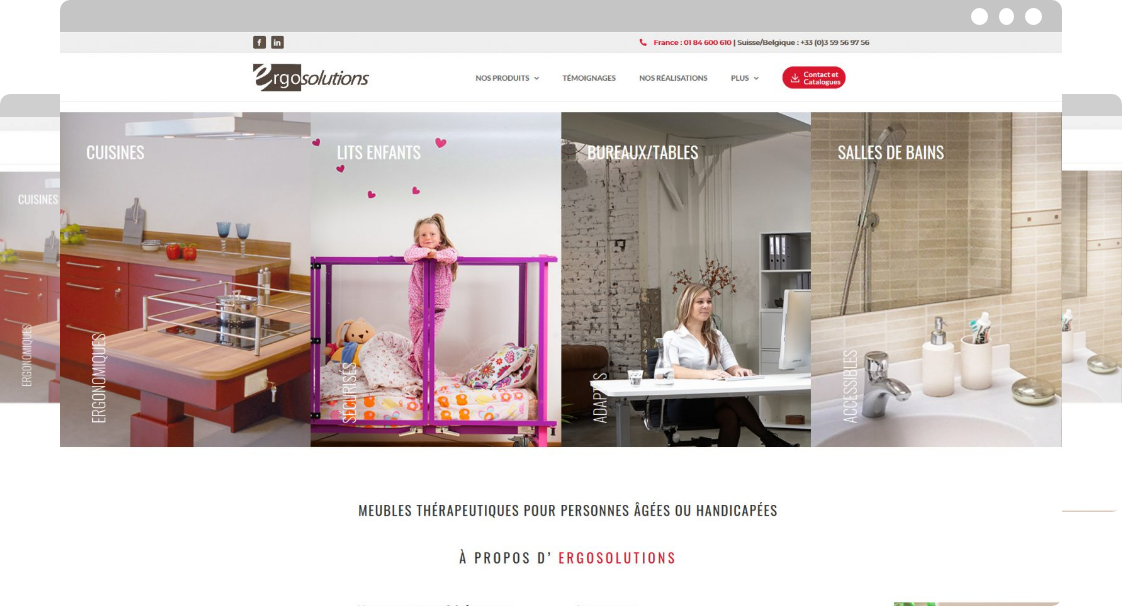 France : 01 84 600 610 | Suisse/Belgique : +33 (0)3 59 56 97 56
ergosolutions
NOS PRODUITS
TÉMOIGNAGES
NOS RÉALISATIONS
PLUS
Contact et
Catalogues
CUISINES
LITS ENFANTS
BUREAUX/TABLES
SALLES DE BAINS
ERGONOMIQUES
SÉCURISÉS
ADAPTÉS
ACCESSIBLES
CUISINES
ERGONOMIQUES
MEUBLES THÉRAPEUTIQUES POUR PERSONNES ÂGÉES OU HANDICAPÉES
À PROPOS D' ERGOSOLUTIONS